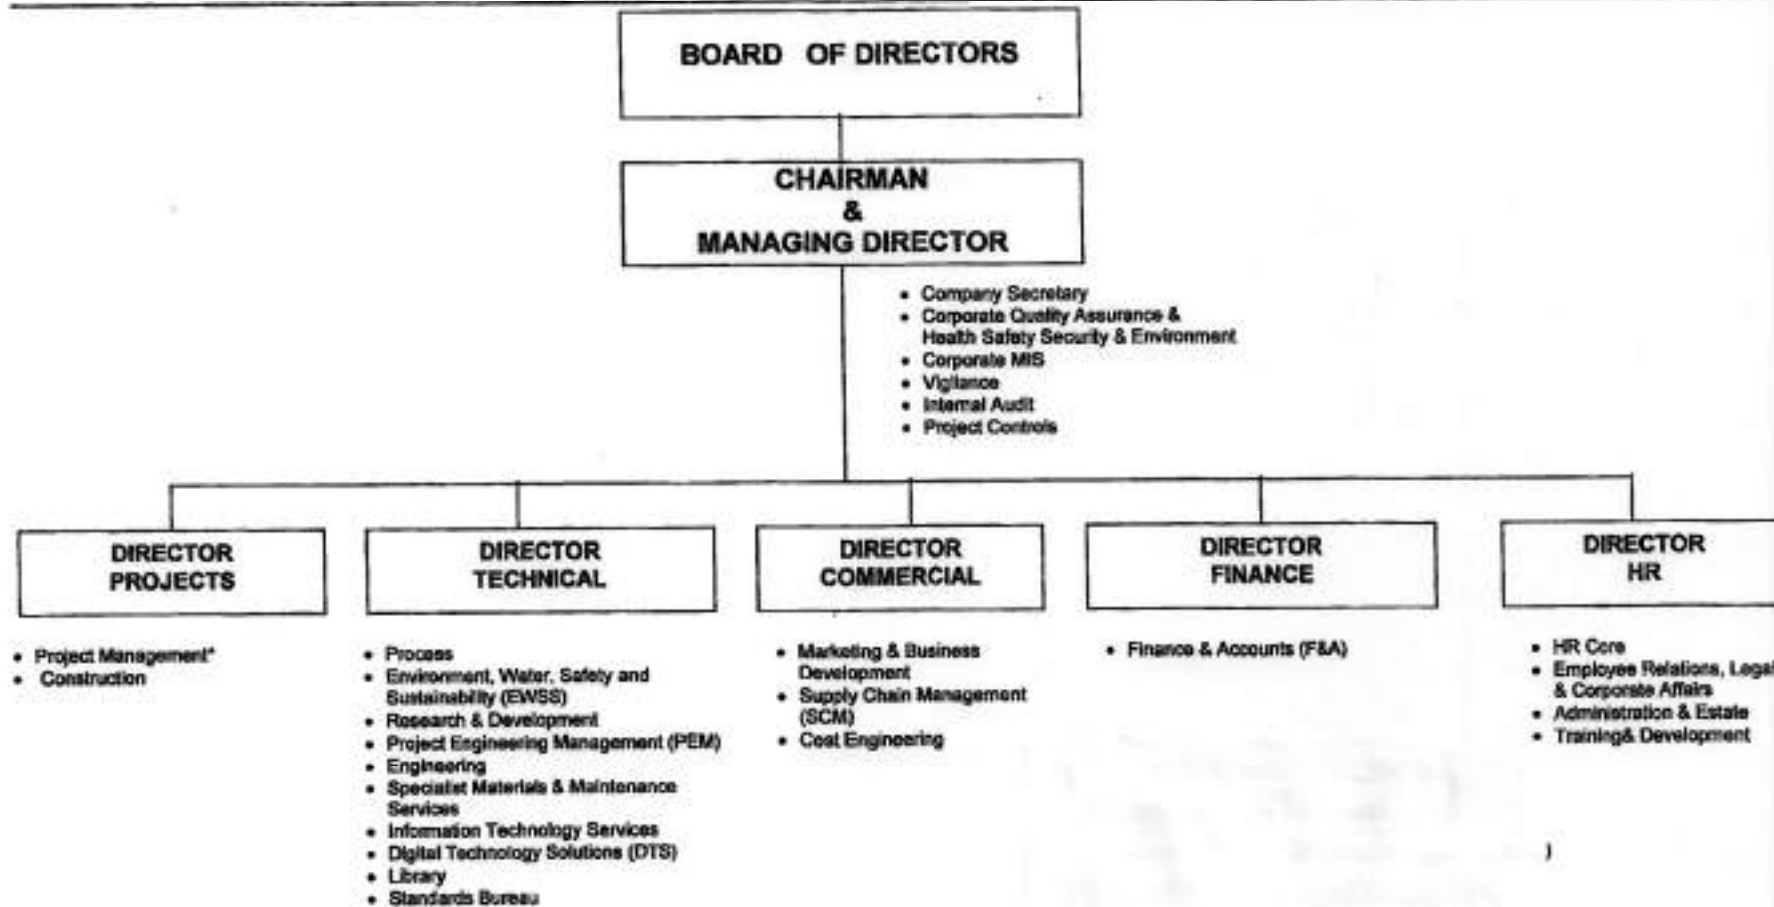 BOARD OF DIRECTORS
CHAIRMAN
&
MANAGING DIRECTOR
• Company Secretary
• Corporate Quality Assurance &
Health Safety Security & Environment
• Corporate MIS
• Vigilance
• Internal Audit
• Project Controls
DIRECTOR
PROJECTS
• Project Management*
• Construction
DIRECTOR
TECHNICAL
• Process
• Environment, Water, Safety and
Sustainability (EWSS)
• Research & Development
• Project Engineering Management (PEM)
• Engineering
• Specialist Materials & Maintenance
Services
• Information Technology Services
• Digital Technology Solutions (DTS)
• Library
• Standards Bureau
DIRECTOR
COMMERCIAL
• Marketing & Business
Development
• Supply Chain Management
(SCM)
• Cost Engineering
DIRECTOR
FINANCE
• Finance & Accounts (F&A)
DIRECTOR
HR
• HR Core
• Employee Relations, Legal
& Corporate Affairs
• Administration & Estate
• Training& Development
)